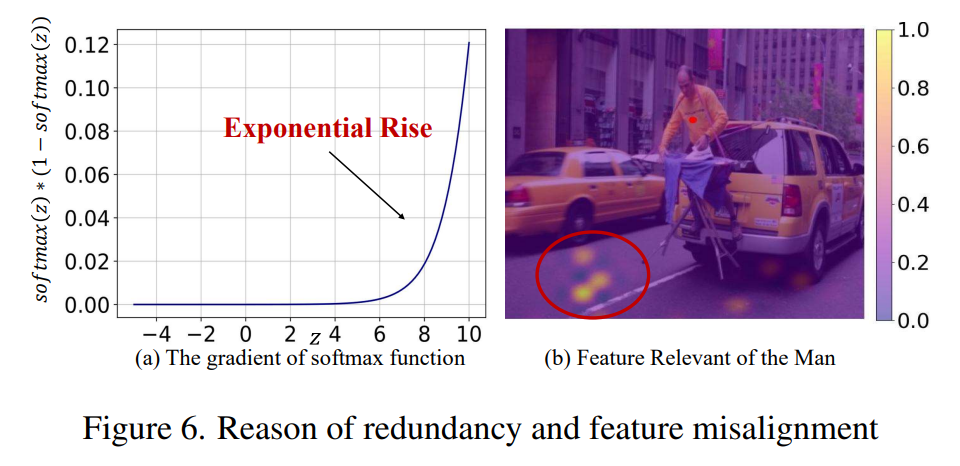 softmax(z) * (1 − softmax(z))
0.12
0.10
0.08
0.06
0.04
0.02
0.00
Exponential Rise
−4 −2 0 2 z 4 6 8 10
(a) The gradient of softmax function
1.0
0.8
0.6
0.4
0.2
0.0
(b) Feature Relevant of the Man
Figure 6. Reason of redundancy and feature misalignment